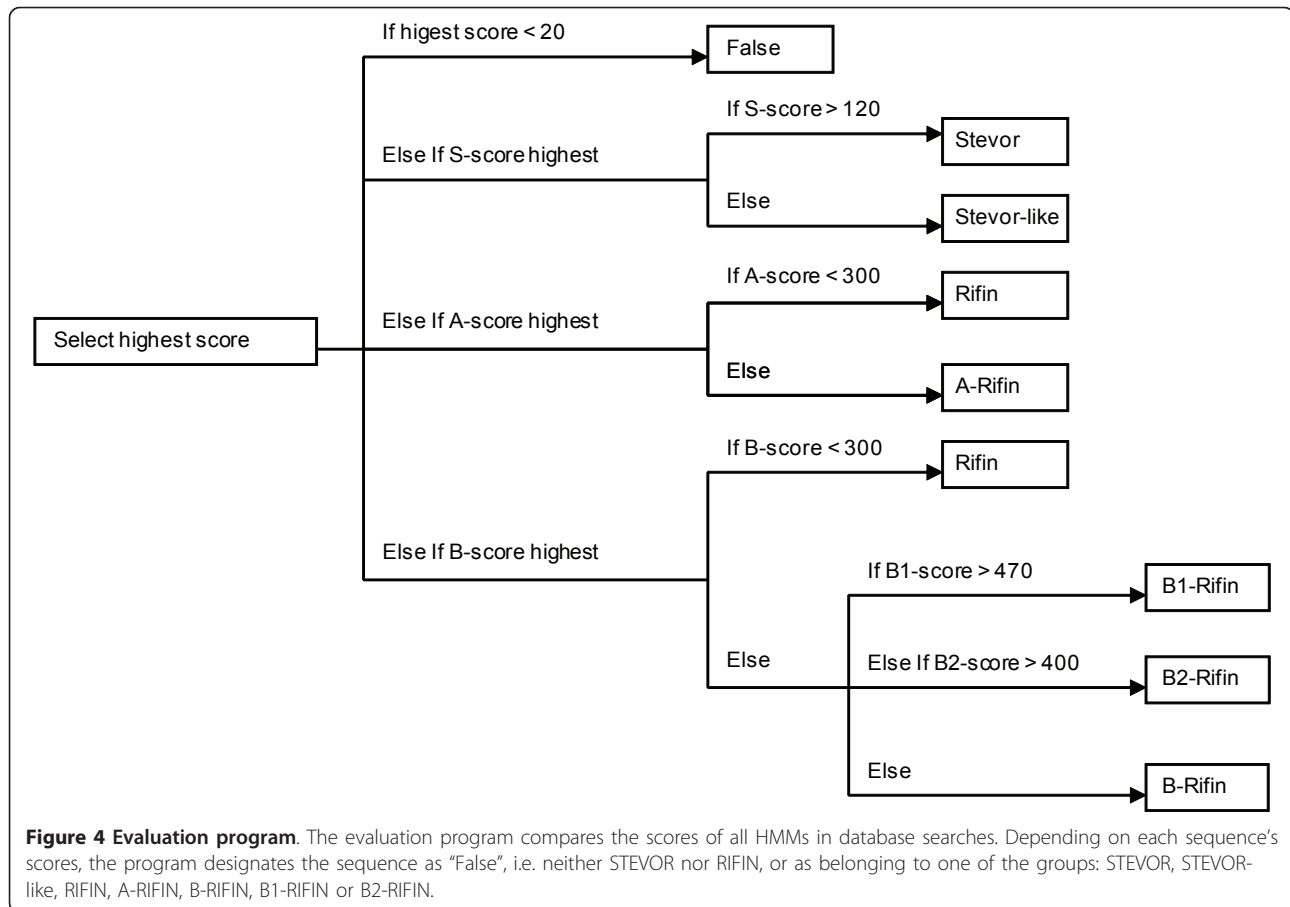 If higest score < 20
False
If S-score > 120
Stevor
Else If S-score highest
Else
Stevor-like
If A-score < 300
Rifin
Else If A-score highest
Select highest score
Else
A-Rifin
If B-score < 300
Rifin
Else If B-score highest
If B1-score > 470
B1-Rifin
Else
Else If B2-score > 400
B2-Rifin
Else
B-Rifin
Figure 4 Evaluation program. The evaluation program compares the scores of all HMMs in database searches. Depending on each sequence's
scores, the program designates the sequence as "False", i.e. neither STEVOR nor RIFIN, or as belonging to one of the groups: STEVOR, STEVOR-
like, RIFIN, A-RIFIN, B-RIFIN, B1-RIFIN or B2-RIFIN.